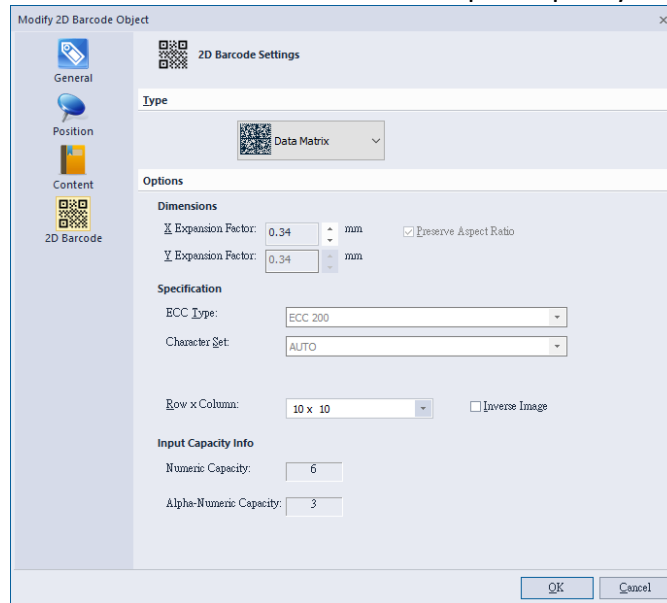 Modify 2D Barcode Object
General
Position
Content
2D Barcode
2D Barcode Settings
Type
Data Matrix
Options
Dimensions
X Expansion Factor: 0.34 mm Preserve Aspect Ratio
Y Expansion Factor: 0.34 mm
Specification
ECC Type: ECC 200
Character Set: AUTO
Row x Column: 10 x 10 Inverse Image
Input Capacity Info
Numeric Capacity: 6
Alpha-Numeric Capacity: 3
OK Cancel